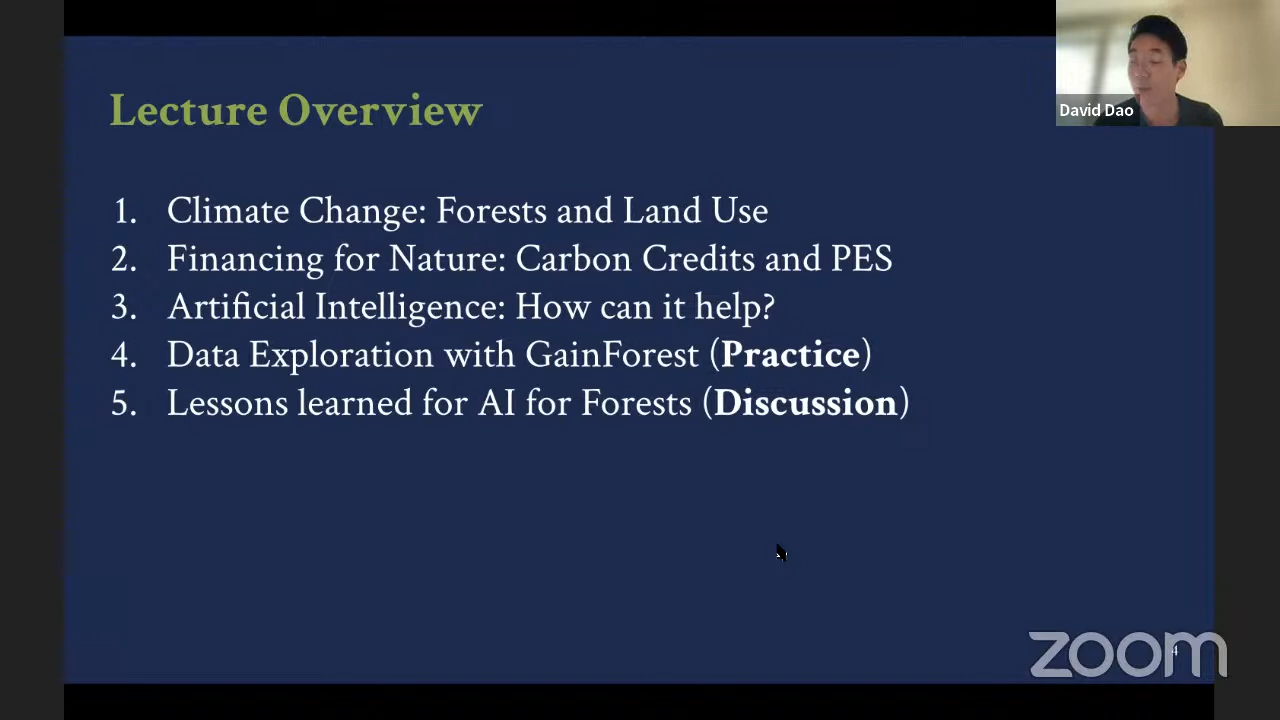 David Dao
Lecture Overview
1. Climate Change: Forests and Land Use
2. Financing for Nature: Carbon Credits and PES
3. Artificial Intelligence: How can it help?
4. Data Exploration with GainForest (Practice)
5. Lessons learned for AI for Forests (Discussion)
zoom
4